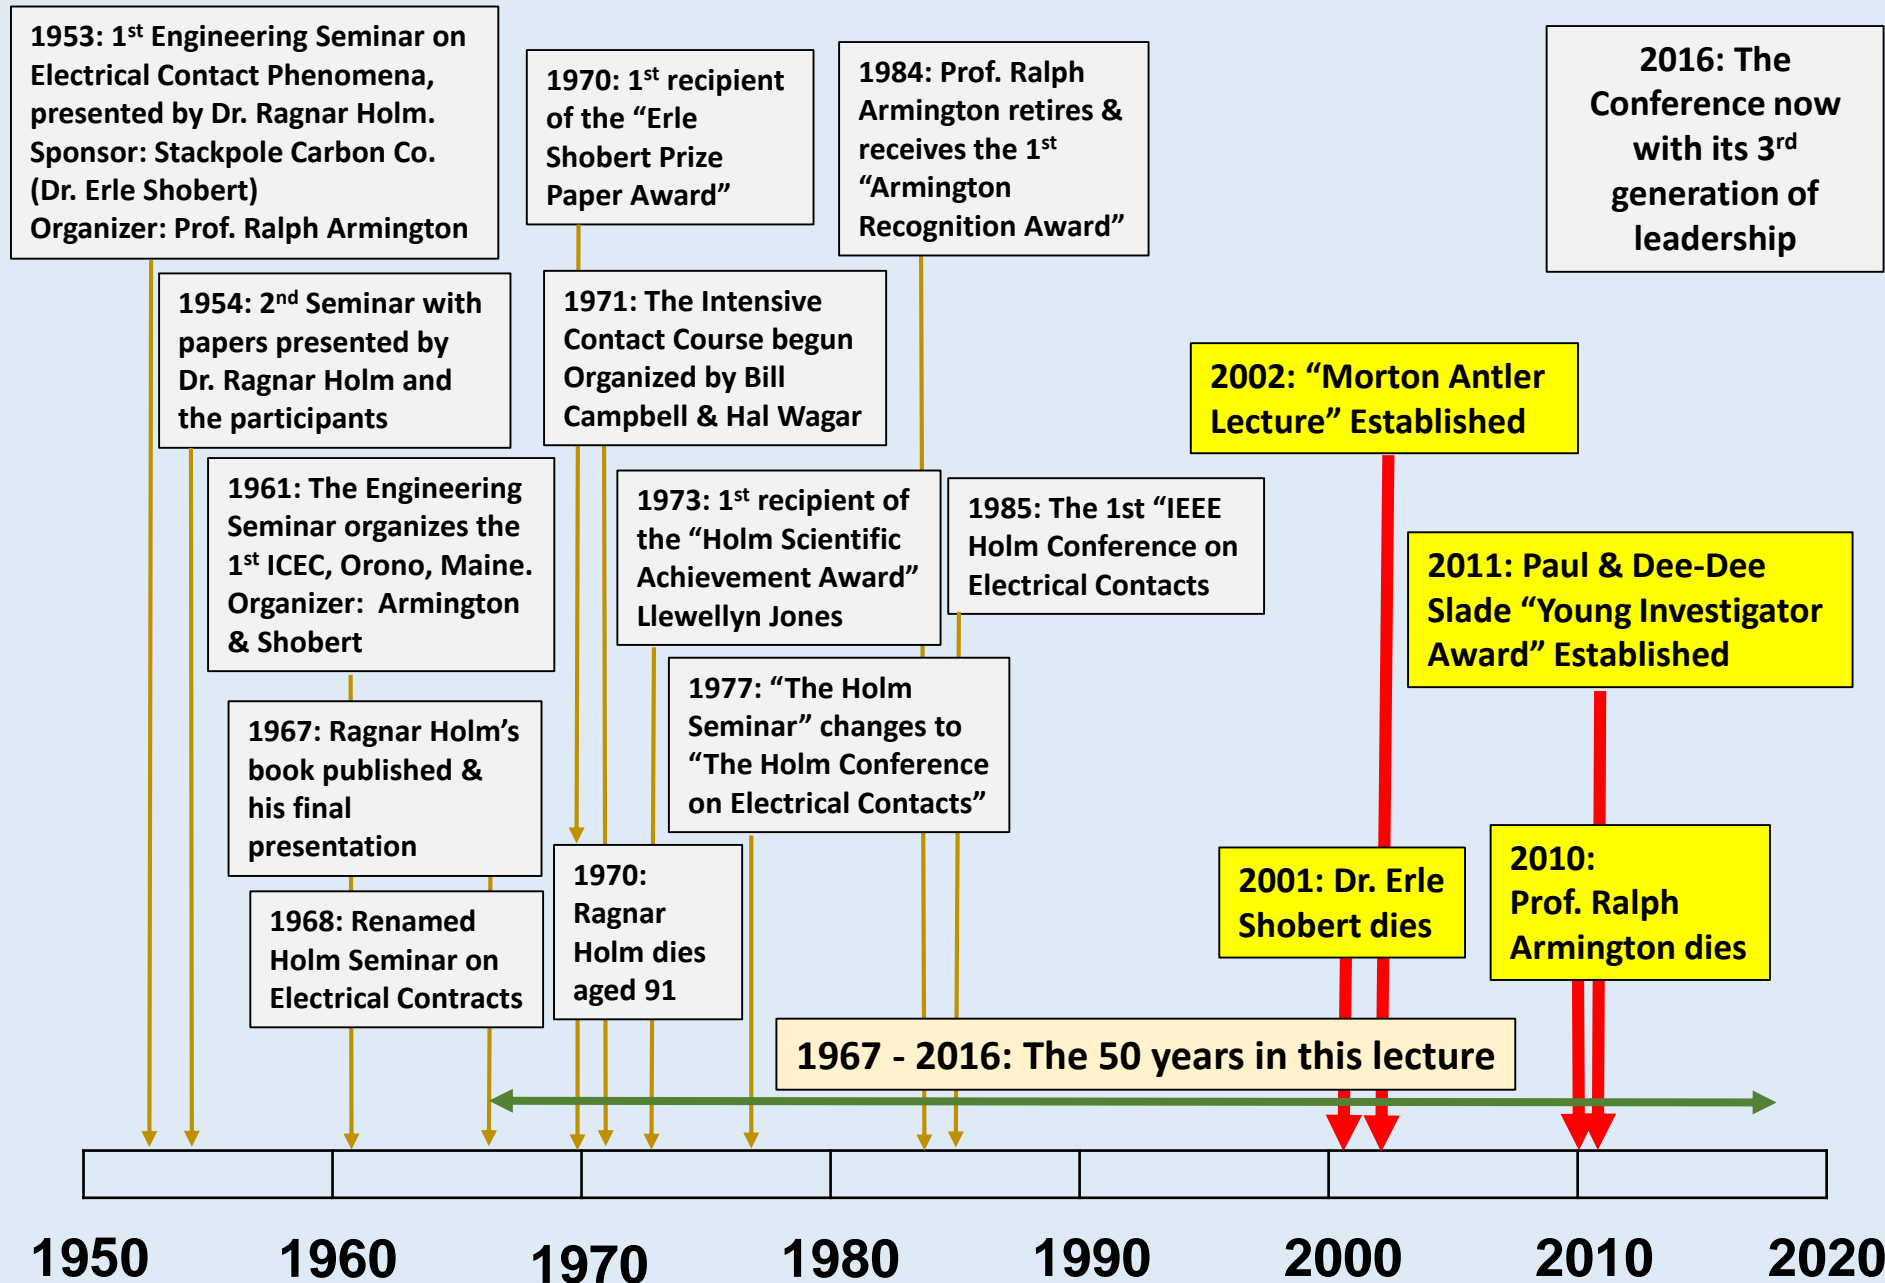 1953: 1st Engineering Seminar on
Electrical Contact Phenomena,
presented by Dr. Ragnar Holm.
Sponsor: Stackpole Carbon Co.
(Dr. Erle Shobert)
Organizer: Prof. Ralph Armington
1954: 2nd Seminar with
papers presented by
Dr. Ragnar Holm and
the participants
1961: The Engineering
Seminar organizes the
1st ICEC, Orono, Maine.
Organizer:  Armington
& Shobert
1967: Ragnar Holm’s
book published &
his final
presentation
1968: Renamed
Holm Seminar on
Electrical Contracts
1970: 1st recipient
of the “Erle
Shobert Prize
Paper Award”
1971: The Intensive
Contact Course begun
Organized by Bill
Campbell & Hal Wagar
1973: 1st recipient of
the “Holm Scientific
Achievement Award”
Llewellyn Jones
1977: “The Holm
Seminar” changes to
“The Holm Conference
on Electrical Contacts”
1970:
Ragnar
Holm dies
aged 91
1984: Prof. Ralph
Armington retires &
receives the 1st
“Armington
Recognition Award”
1985: The 1st “IEEE
Holm Conference on
Electrical Contacts
2016: The
Conference now
with its 3rd
generation of
leadership
2002: “Morton Antler
Lecture” Established
2011: Paul & Dee-Dee
Slade “Young Investigator
Award” Established
2001: Dr. Erle
Shobert dies
2010:
Prof. Ralph
Armington dies
1967 - 2016: The 50 years in this lecture
1950 1960 1970 1980 1990 2000 2010 2020